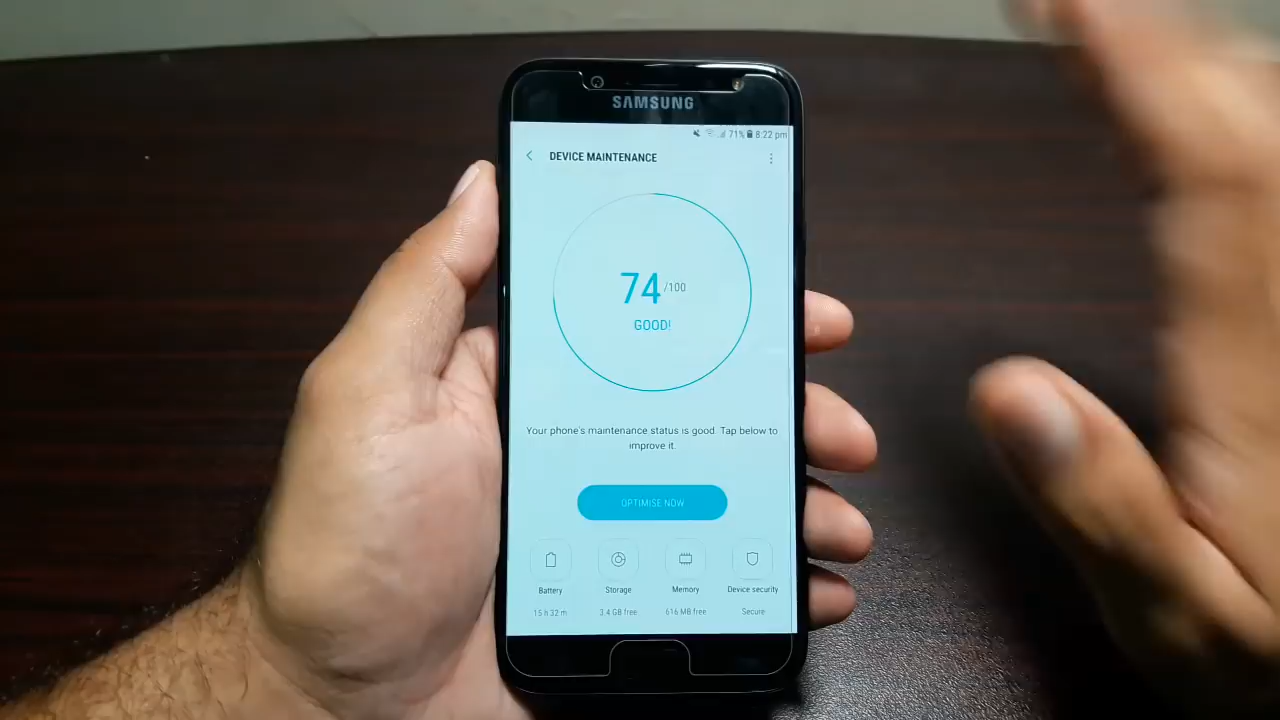 SAMSUNG
71% 8:22 pm
DEVICE MAINTENANCE
74/100
GOOD!
Your phone's maintenance status is good. Tap below to
improve it.
OPTIMISE NOW
Battery Storage Memory Device security
15 h 32 m 3.4 GB free 616 MB free Secure